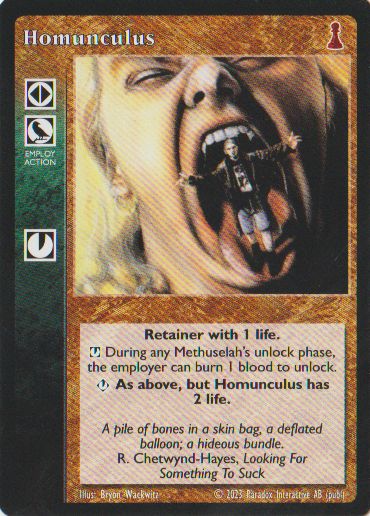 Homunculus
EMPLOY
ACTION
Retainer with 1 life.
During any Methuselah's unlock phase,
the employer can burn 1 blood to unlock.
As above, but Homunculus has
2 life.
A pile of bones in a skin bag, a deflated
balloon; a hideous bundle.
R. Chetwynd-Hayes, Looking For
Something To Suck
Illus: Bryon Wackwitz © 2023 Paradox Interactive AB (publ)